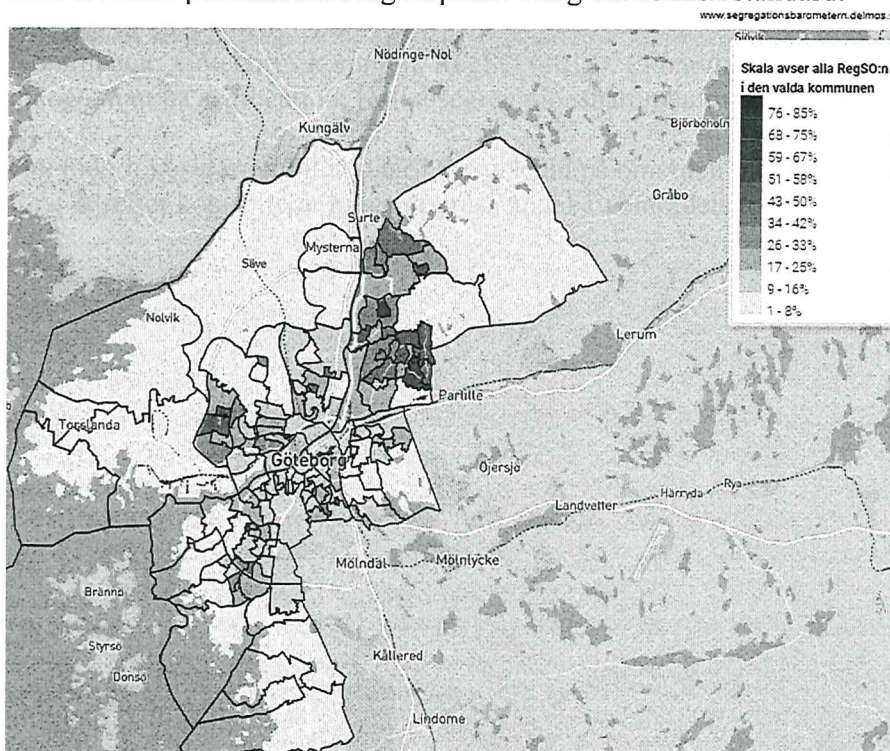 standard.
www.segregationsbarometern.delmos.s
Nödinge-Nol
Skala avser alla RegSO:n
i den valda kommunen
76 - 85%
68 - 75%
59 - 67%
51 - 58%
43 - 50%
34 - 42%
26 - 33%
17 - 25%
9 - 16%
1 - 8%
Björboholm
Kungälv
Gråbo
Surte
Mysterna
Säve
Nolvik
Lerum
Partille
Torslanda
Göteborg
Öjersjö
Landvetter
Härryda
Rya
Mölndal
Mölnlycke
Brännö
Styrsö
Donsö
Kållered
Lindome